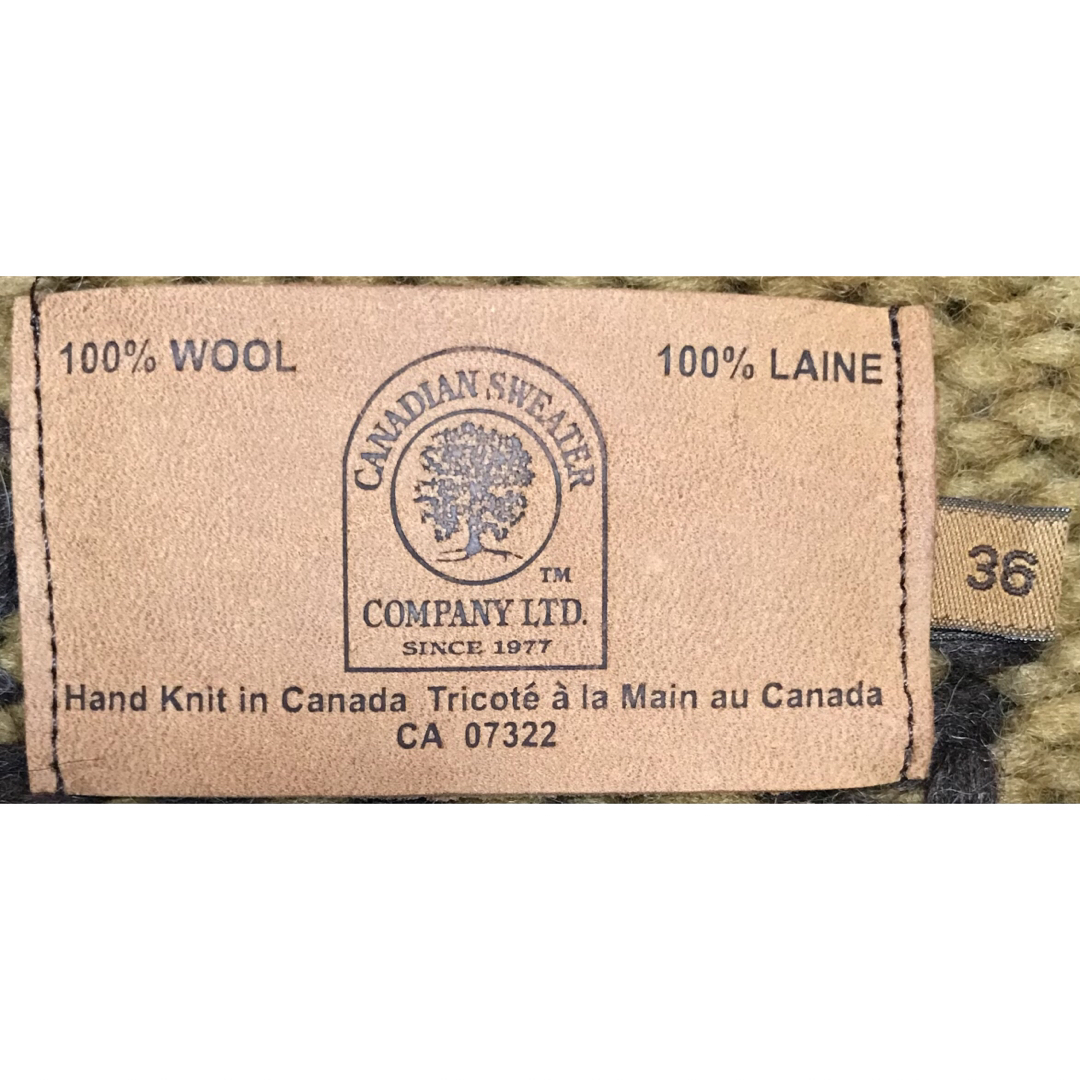 100% WOOL
100% LAINE
CANADIAN SWEATER
TM
COMPANY LTD.
SINCE 1977
Hand Knit in Canada Tricoté à la Main au Canada
CA 07322
36